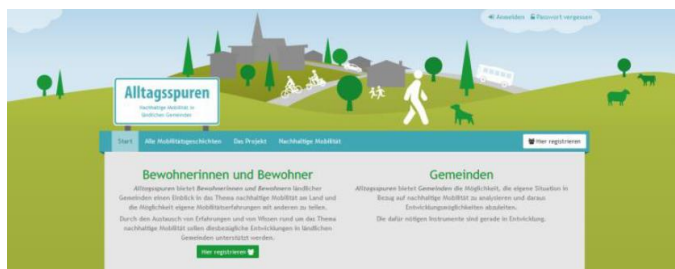 Anmelden Passwort vergessen
Alltagsspuren
Nachhaltige Mobilität in
ländlichen Gemeinden
Start Alle Mobilitätsgeschichten Das Projekt Nachhaltige Mobilität Hier registrieren
Bewohnerinnen und Bewohner
Alltagsspuren bietet Bewohnerinnen und Bewohnern ländlicher
Gemeinden einen Einblick in das Thema nachhaltige Mobilität am Land und
die Möglichkeit eigene Mobilitätserfahrungen mit anderen zu teilen.
Durch den Austausch von Erfahrungen und von Wissen rund um das Thema
nachhaltige Mobilität sollen diesbezügliche Entwicklungen in ländlichen
Gemeinden unterstützt werden.
Hier registrieren
Gemeinden
Alltagsspuren bietet Gemeinden die Möglichkeit, die eigene Situation in
Bezug auf nachhaltige Mobilität zu analysieren und daraus
Entwicklungsmöglichkeiten abzuleiten.
Die dafür nötigen Instrumente sind gerade in Entwicklung.